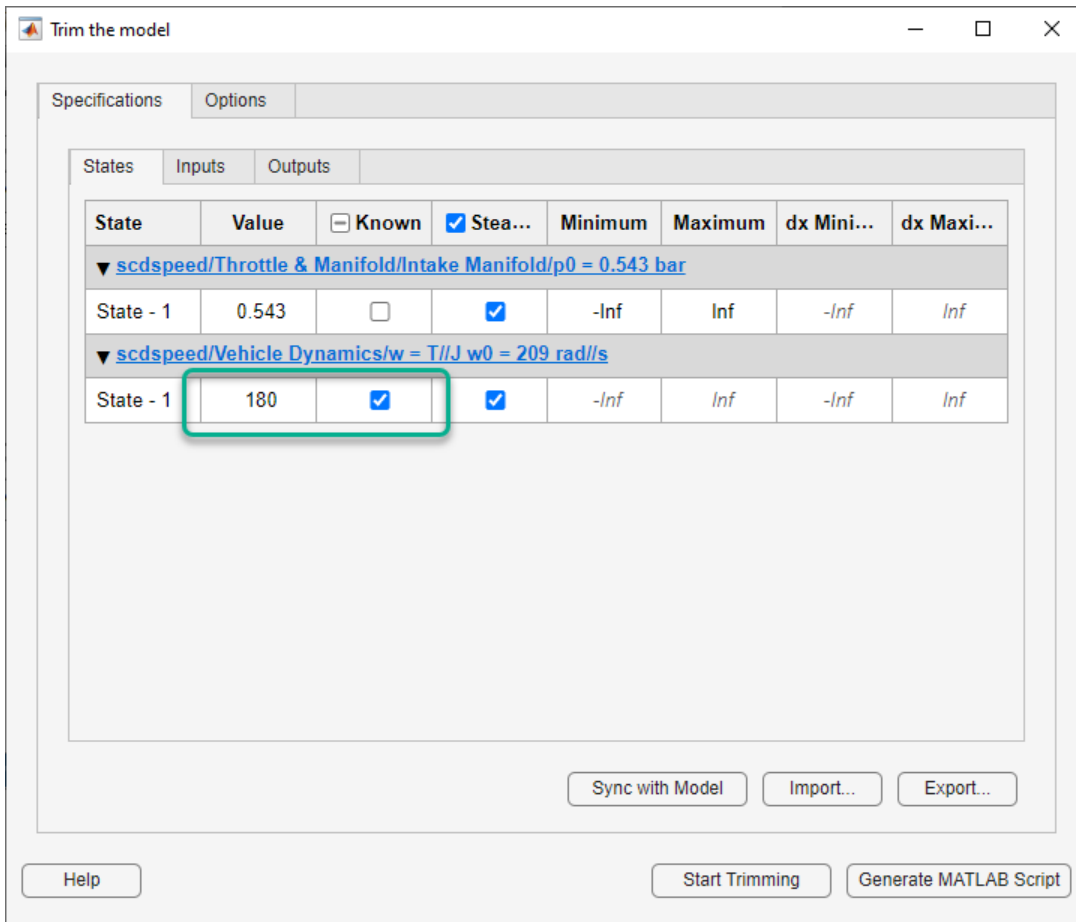 Trim the model
Specifications Options
States Inputs Outputs
State Value Known Stea... Minimum Maximum dx Mini... dx Maxi...
scdspeed/Throttle & Manifold/Intake Manifold/p0 = 0.543 bar
State - 1 0.543 -Inf Inf -Inf Inf
scdspeed/Vehicle Dynamics/w = T//J w0 = 209 rad//s
State - 1 180 -Inf Inf -Inf Inf
Sync with Model Import... Export...
Help Start Trimming Generate MATLAB Script